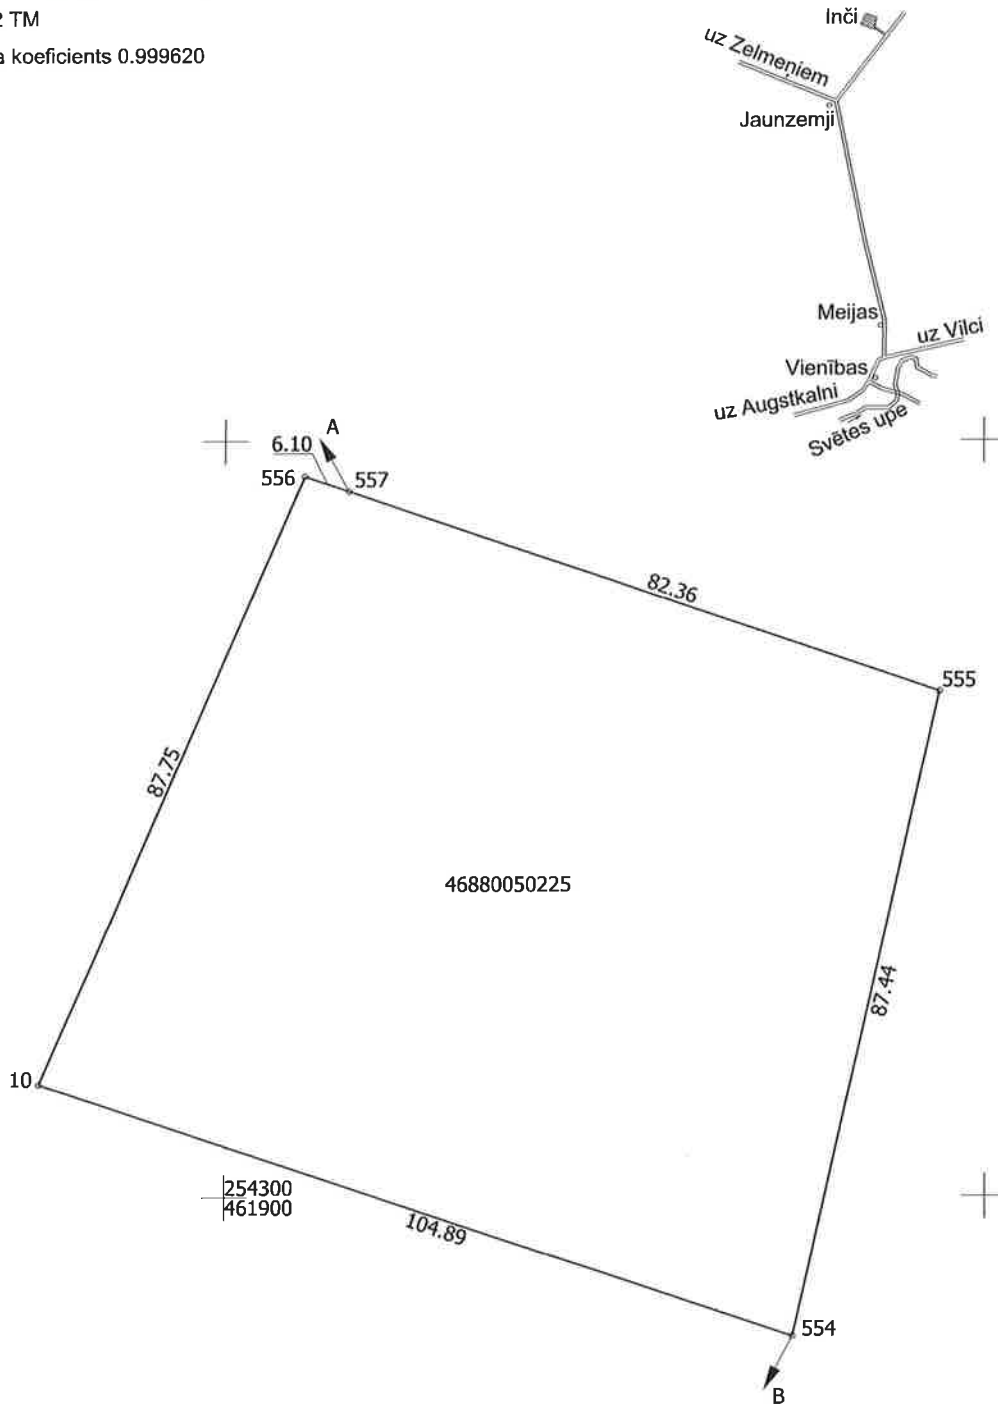 TM
koeficients 0.999620
Inči
uz Zelmeņiem
Jaunzemji
Meijas
uz Vilci
Vienības
uz Augstkalni
Svētes upe
A
6.10
556
557
82.36
555
87.75
46880050225
87.44
10
254300
461900
104.89
554
B